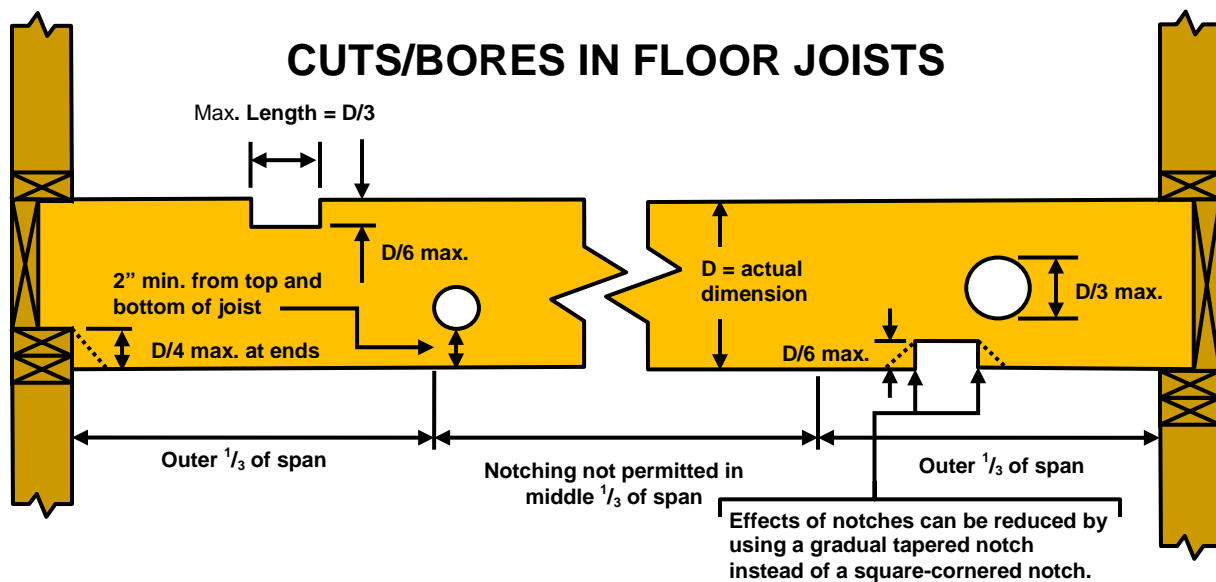 CUTS/BORES IN FLOOR JOISTS
Max. Length = D/3
D/6 max.
2” min. from top and
bottom of joist
D/4 max. at ends
D = actual
dimension
D/3 max.
D/6 max.
Outer 1/3 of span
Notching not permitted in
middle 1/3 of span
Outer 1/3 of span
Effects of notches can be reduced by
using a gradual tapered notch
instead of a square-cornered notch.